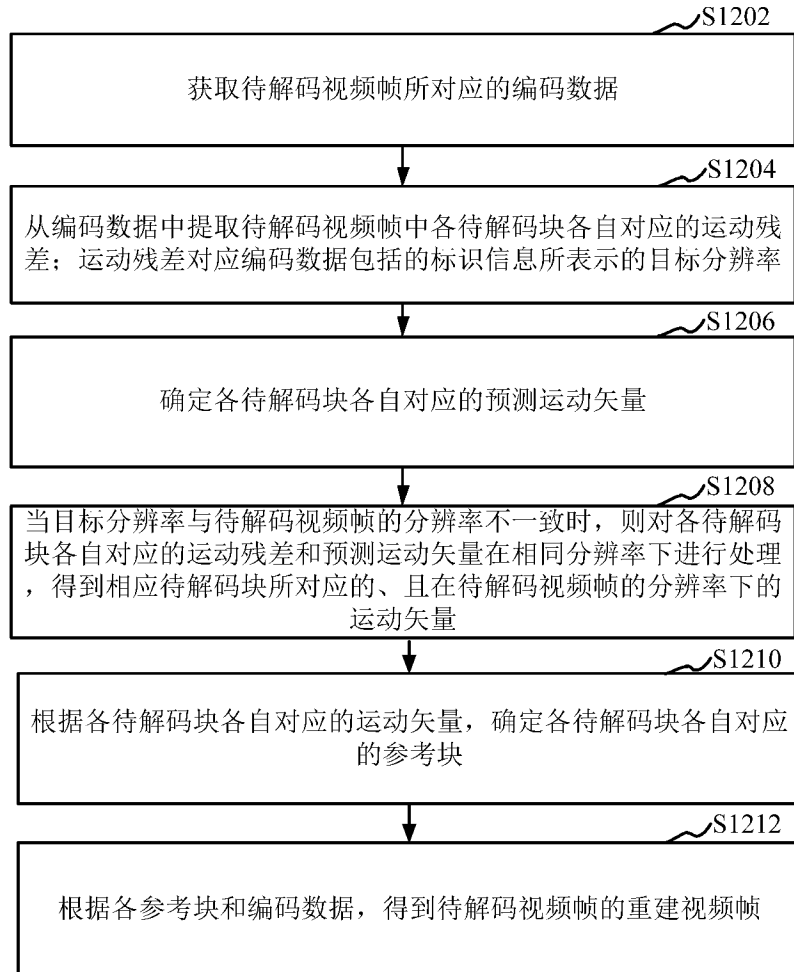 S1202
获取待解码视频帧所对应的编码数据
S1204
从编码数据中提取待解码视频帧中各待解码块各自对应的运动残
差；运动残差对应编码数据包括的标识信息所表示的目标分辨率
S1206
确定各待解码块各自对应的预测运动矢量
S1208
当目标分辨率与待解码视频帧的分辨率不一致时，则对各待解码
块各自对应的运动残差和预测运动矢量在相同分辨率下进行处理
，得到相应待解码块所对应的、且在待解码视频帧的分辨率下的
运动矢量
S1210
根据各待解码块各自对应的运动矢量，确定各待解码块各自对应
的参考块
S1212
根据各参考块和编码数据，得到待解码视频帧的重建视频帧